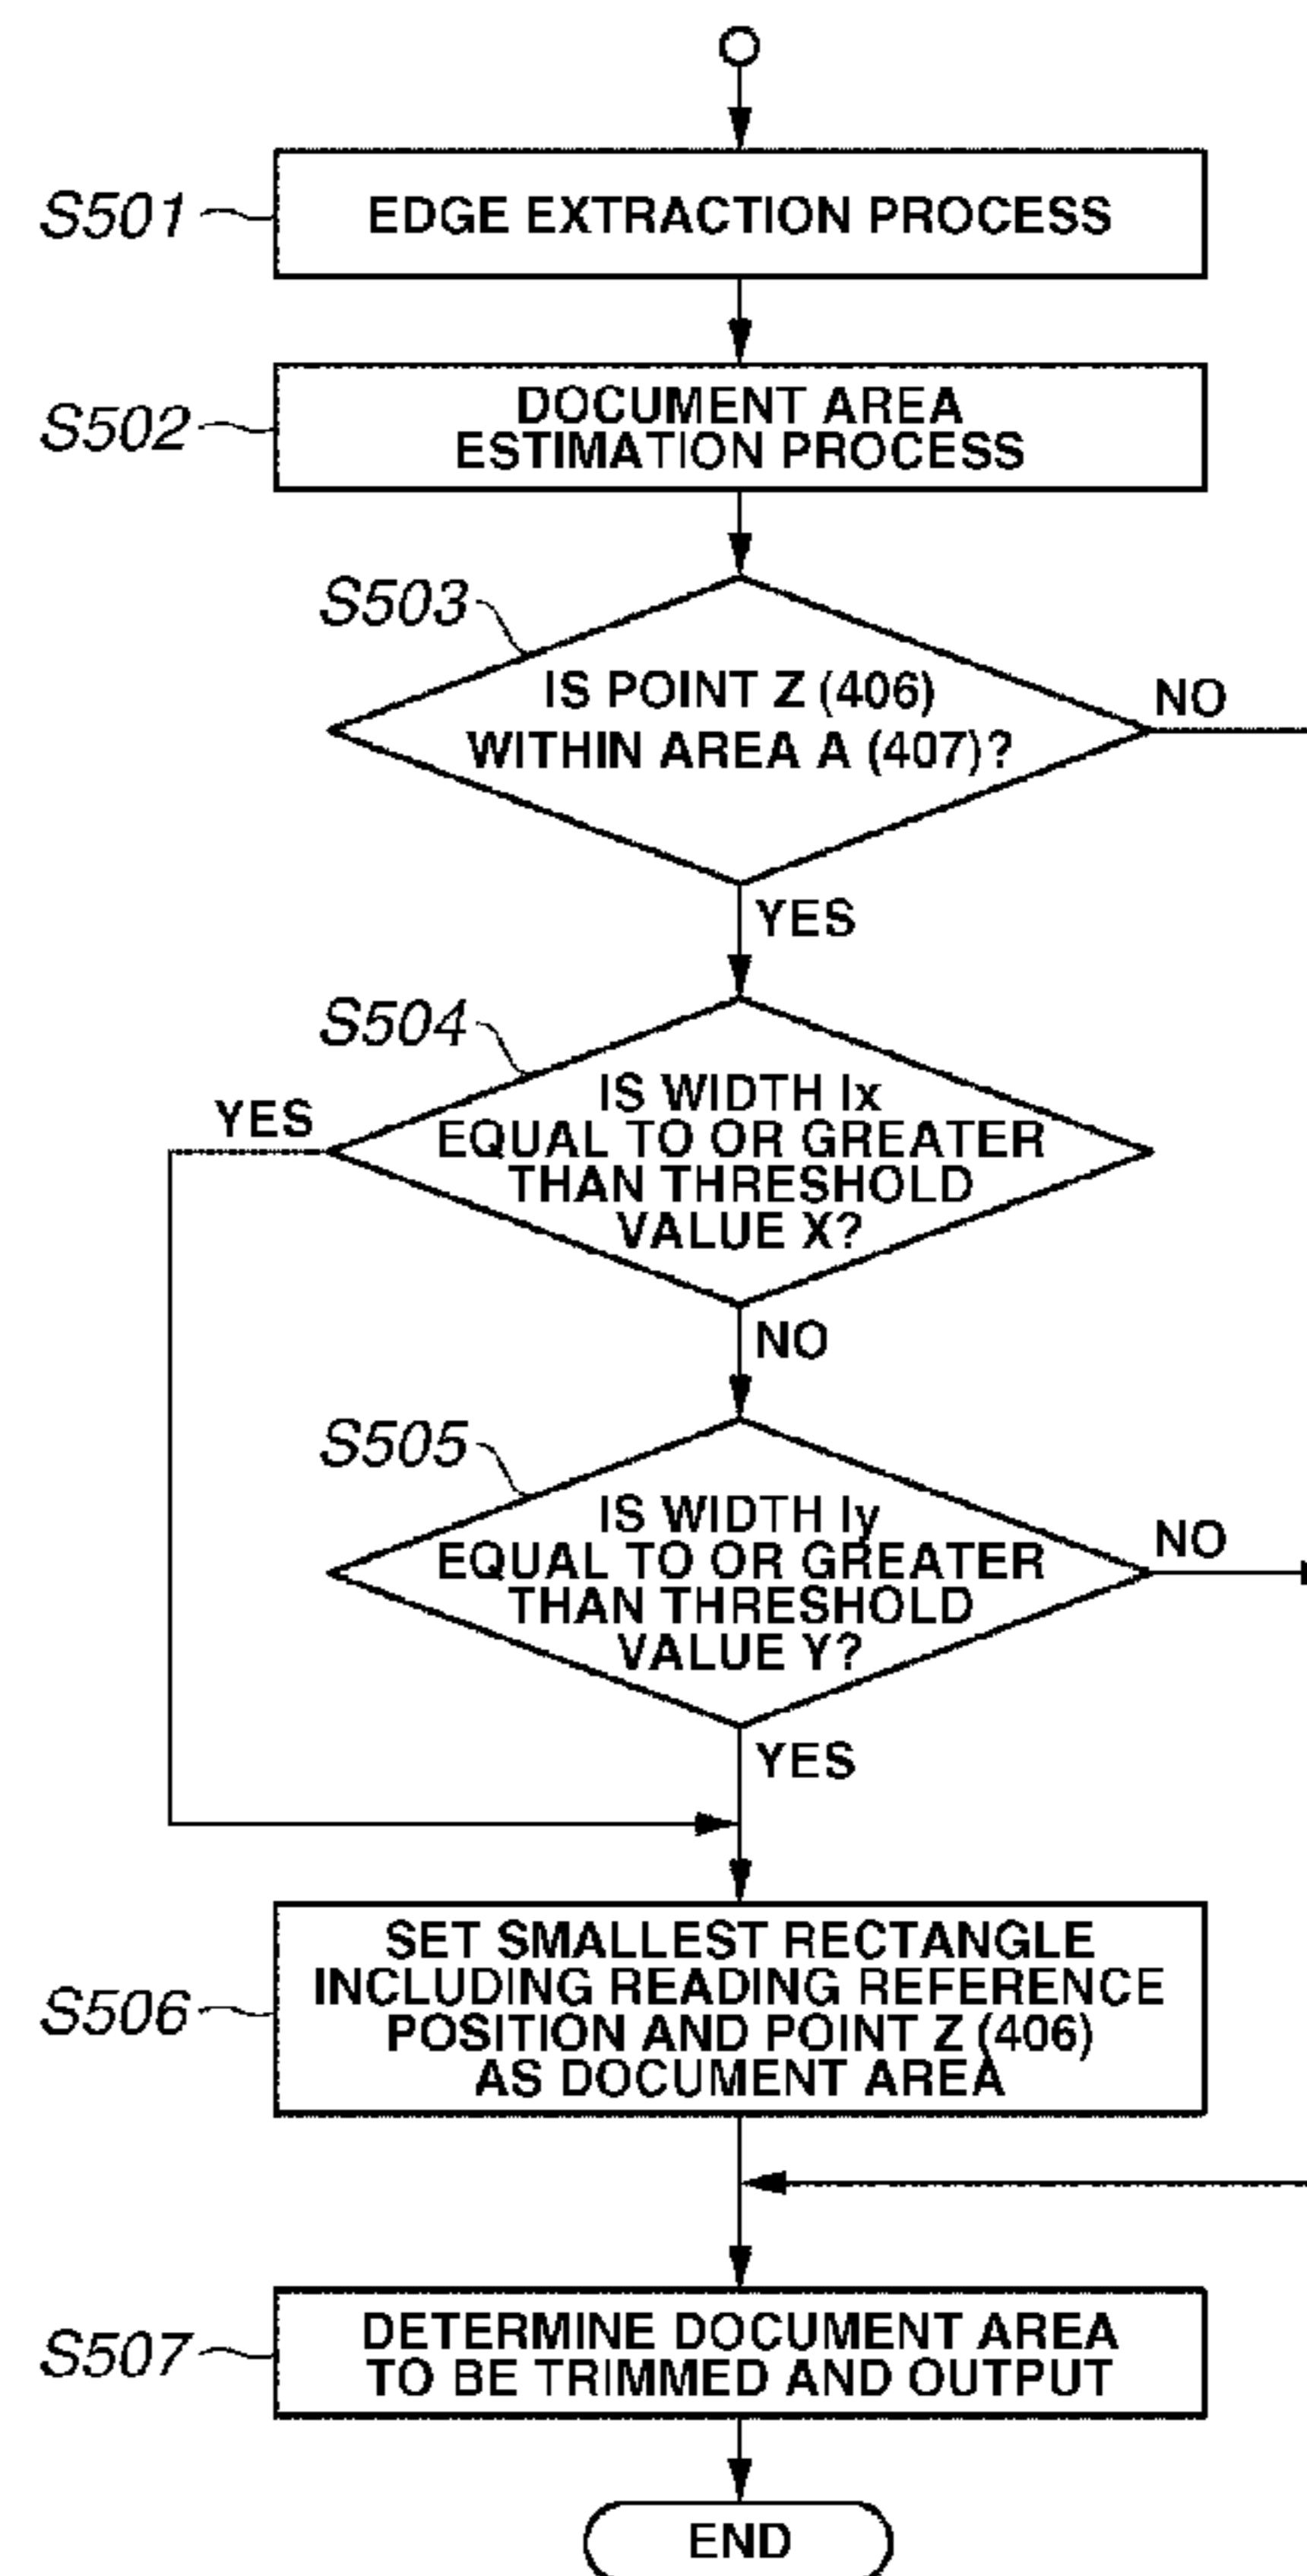 S501
EDGE EXTRACTION PROCESS
S502
DOCUMENT AREA
ESTIMATION PROCESS
S503
IS POINT Z (406)
WITHIN AREA A (407)?
NO
YES
S504
IS WIDTH lx
EQUAL TO OR GREATER
THAN THRESHOLD
VALUE X?
YES
NO
S505
IS WIDTH ly
EQUAL TO OR GREATER
THAN THRESHOLD
VALUE Y?
NO
YES
S506
SET SMALLEST RECTANGLE
INCLUDING READING REFERENCE
POSITION AND POINT Z (406)
AS DOCUMENT AREA
S507
DETERMINE DOCUMENT AREA
TO BE TRIMMED AND OUTPUT
END